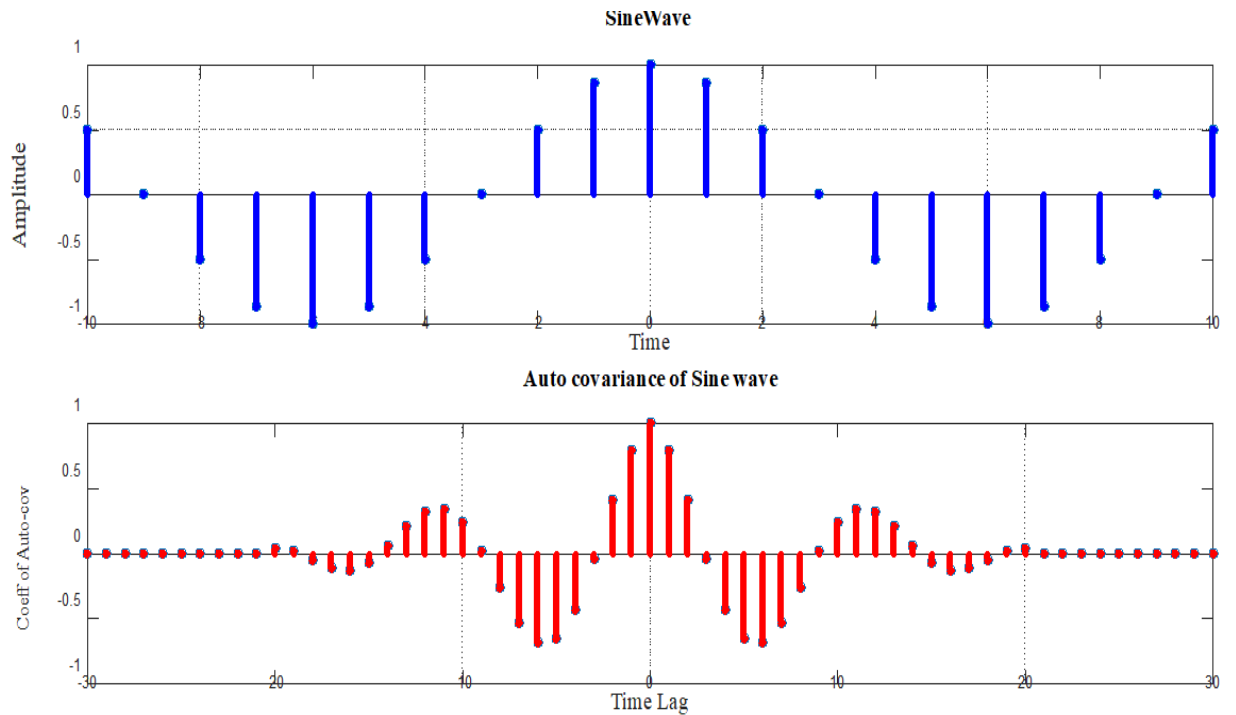 SineWave
1
0.5
0
-0.5
-1
Amplitude
-10 8 6 4 2 0 2 4 6 8 10
Time
Auto covariance of Sine wave
1
0.5
0
-0.5
-1
Coeff of Auto-cov
-30 20 10 0 10 20 30
Time Lag